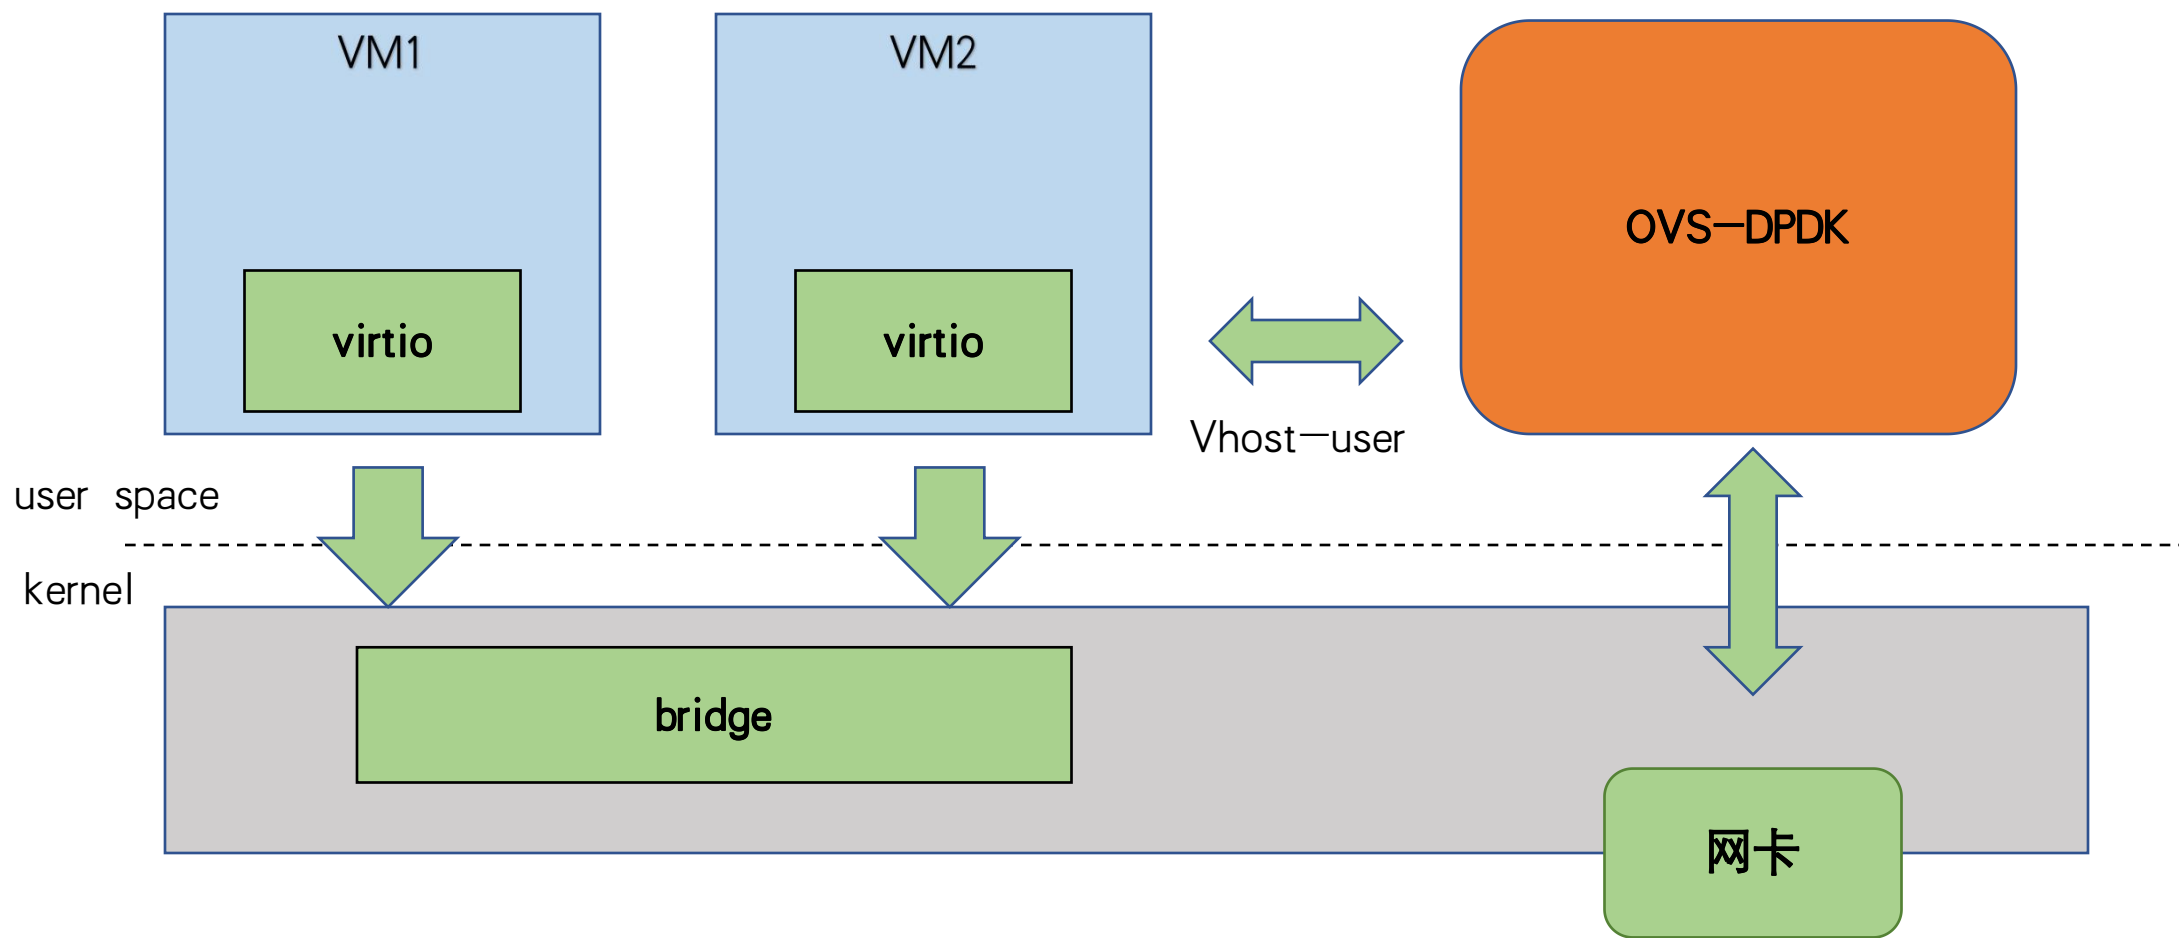 VM1
VM2
OVS-DPDK
virtio
virtio
Vhost-user
user space
kernel
bridge
网卡